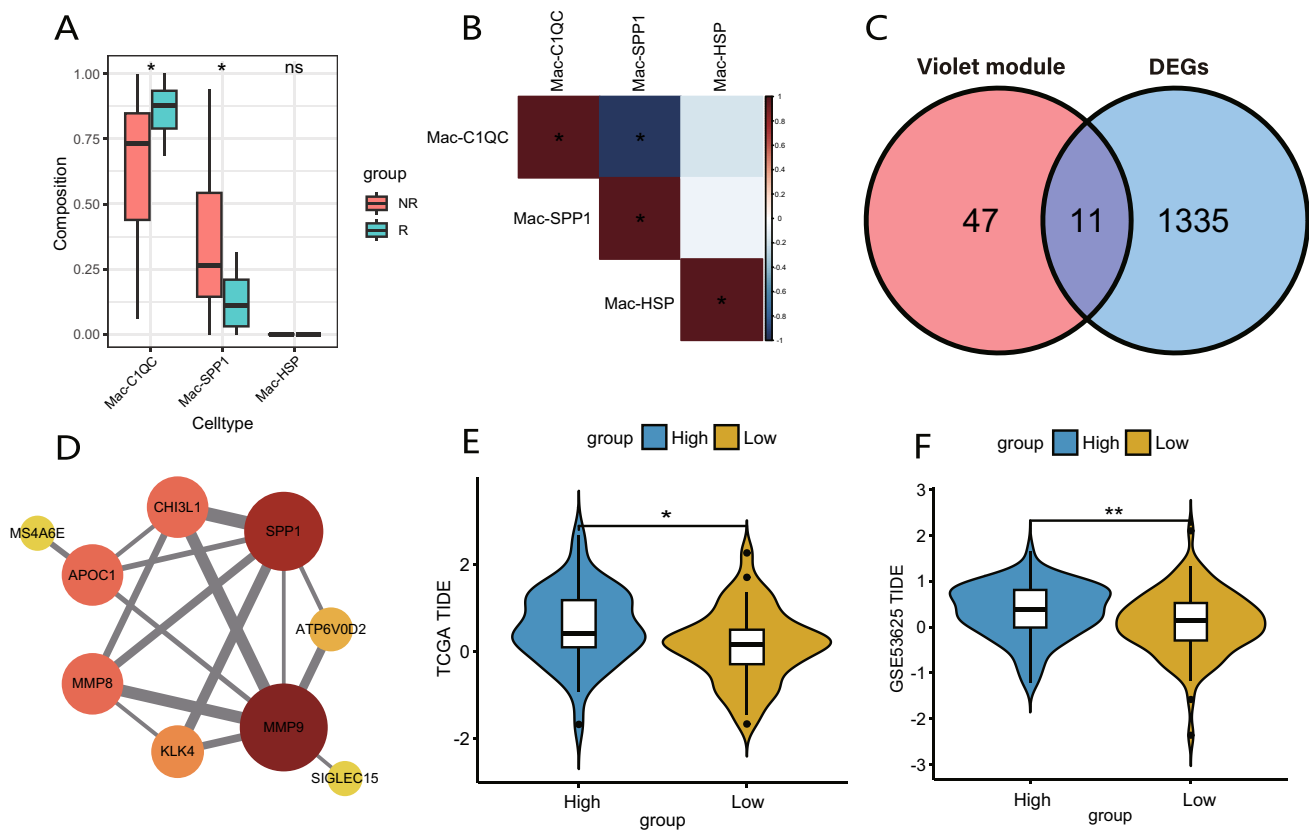 A
1.00
0.75
0.50
0.25
0.00
Composition
* * ns
Mac-C1QC
Mac-SPP1
Mac-HSP
Celltype
group
NR
R
B
Mac-C1QC
Mac-SPP1
Mac-HSP
Mac-C1QC * *
Mac-SPP1 *
Mac-HSP *
1
0.8
0.6
0.4
0.2
0
-0.2
-0.4
-0.6
-0.8
-1
C
Violet module DEGs
47 11 1335
D
CHI3L1
SPP1
MS4A6E
APOC1
ATP6V0D2
MMP8
MMP9
KLK4
SIGLEC15
E
group High Low
TCGA TIDE
2
0
-2
*
High Low
group
F
group High Low
GSE53625 TIDE
3
2
1
0
-1
-2
-3
**
High Low
group